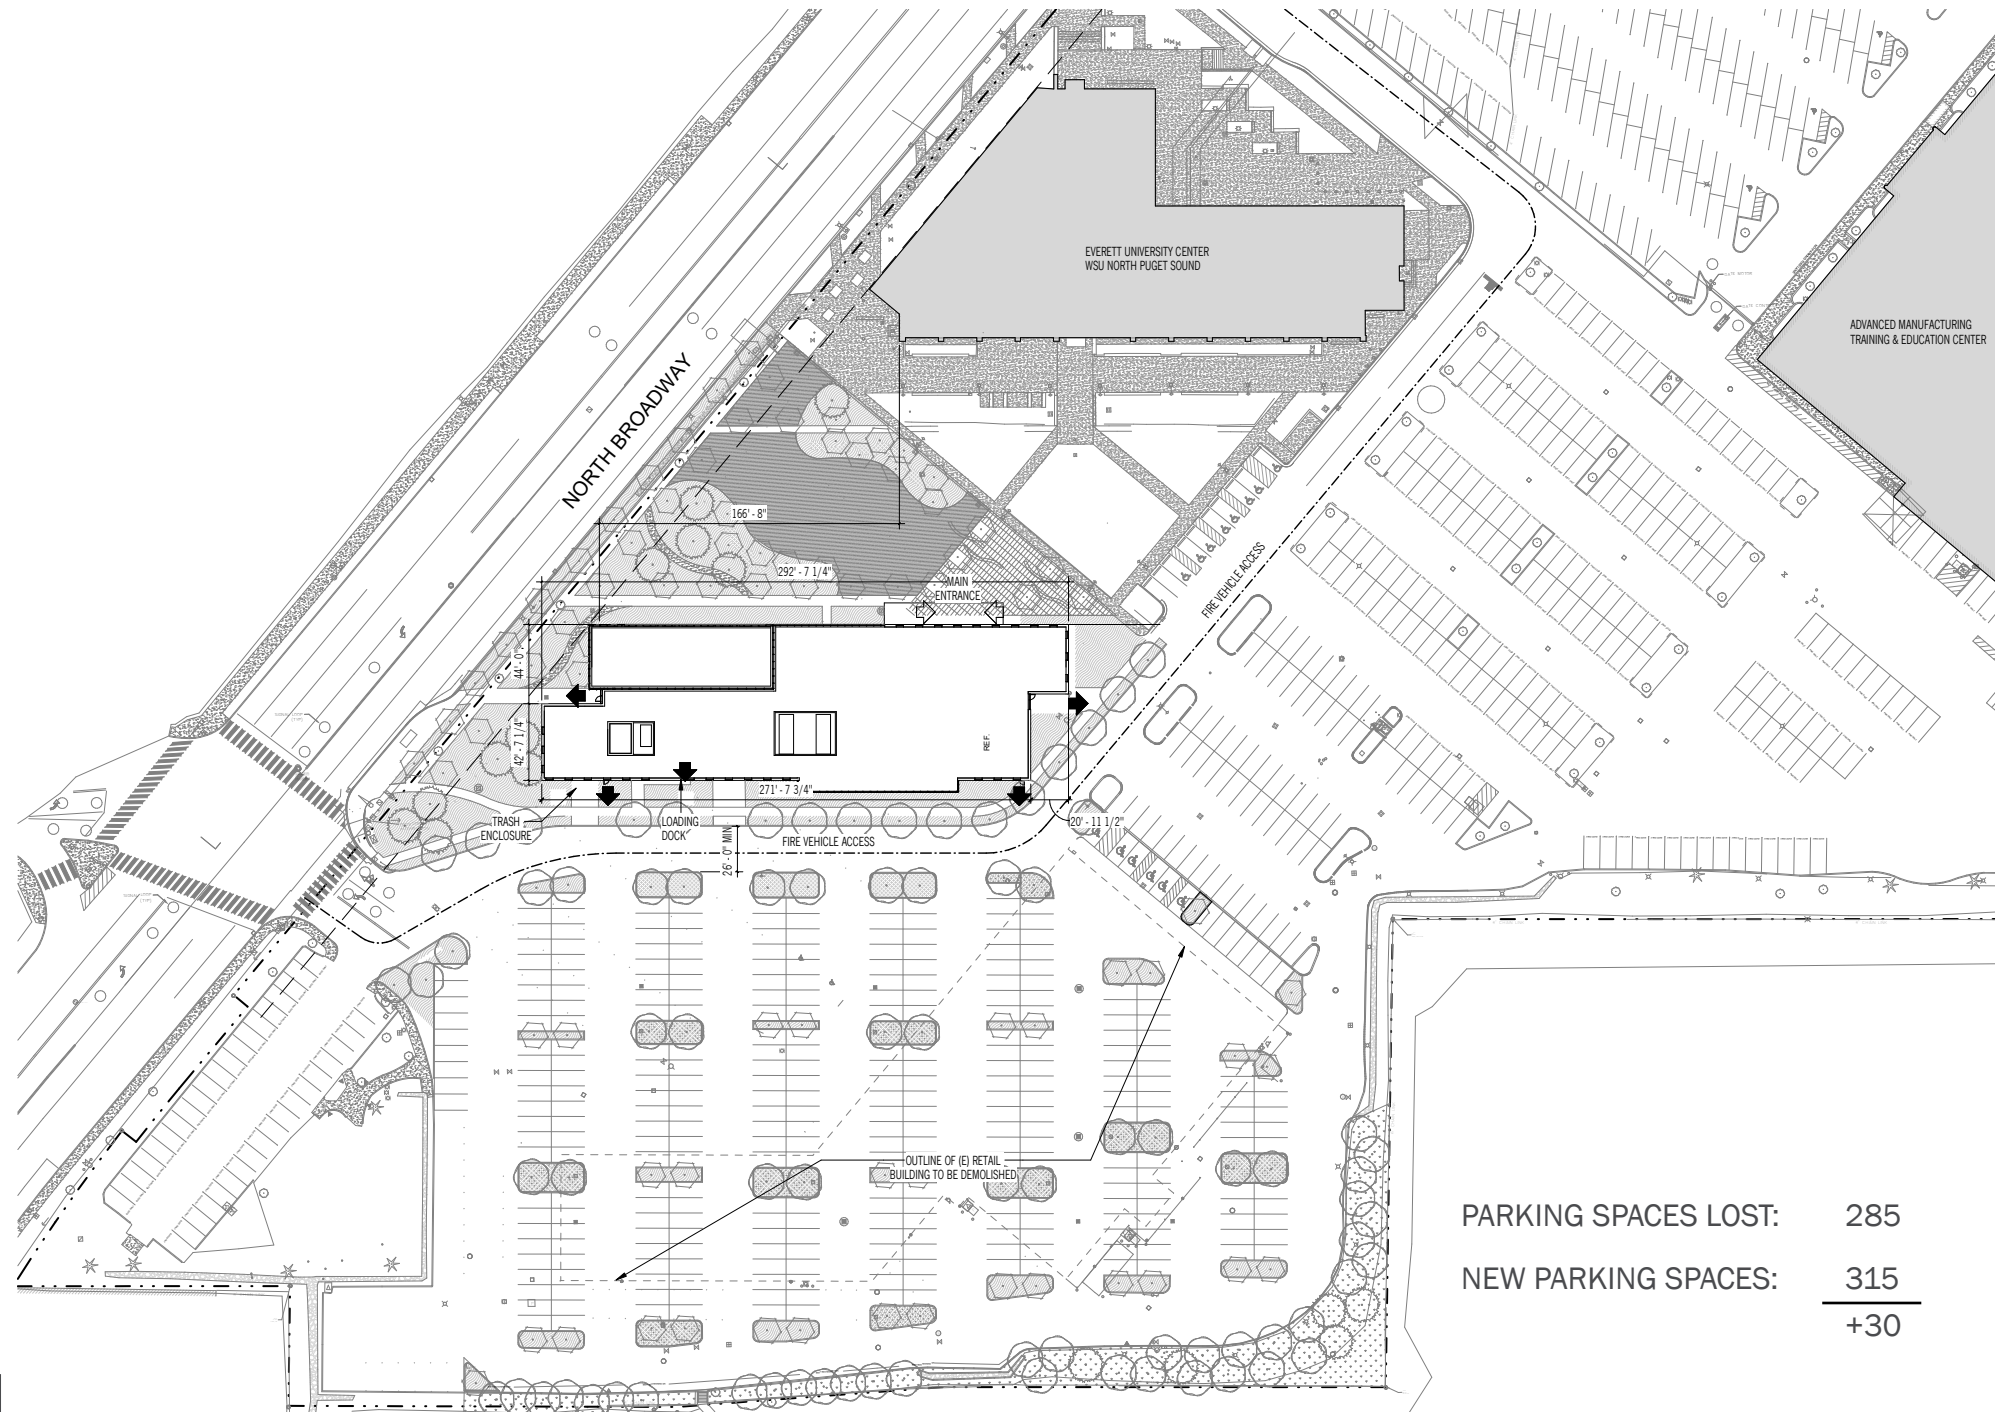 EVERETT UNIVERSITY CENTER
WSU NORTH PUGET SOUND
ADVANCED MANUFACTURING
TRAINING & EDUCATION CENTER
NORTH BROADWAY
166' - 8"
FIRE VEHICLE ACCESS
292' - 7 1/4"
MAIN
ENTRANCE
44' - 0"
42' - 7 1/4"
REF.
271' - 7 3/4"
TRASH
ENCLOSURE
LOADING
DOCK
26' - 0" MIN
FIRE VEHICLE ACCESS
20' - 11 1/2"
OUTLINE OF (E) RETAIL
BUILDING TO BE DEMOLISHED
PARKING SPACES LOST: 285
NEW PARKING SPACES: 315
+30